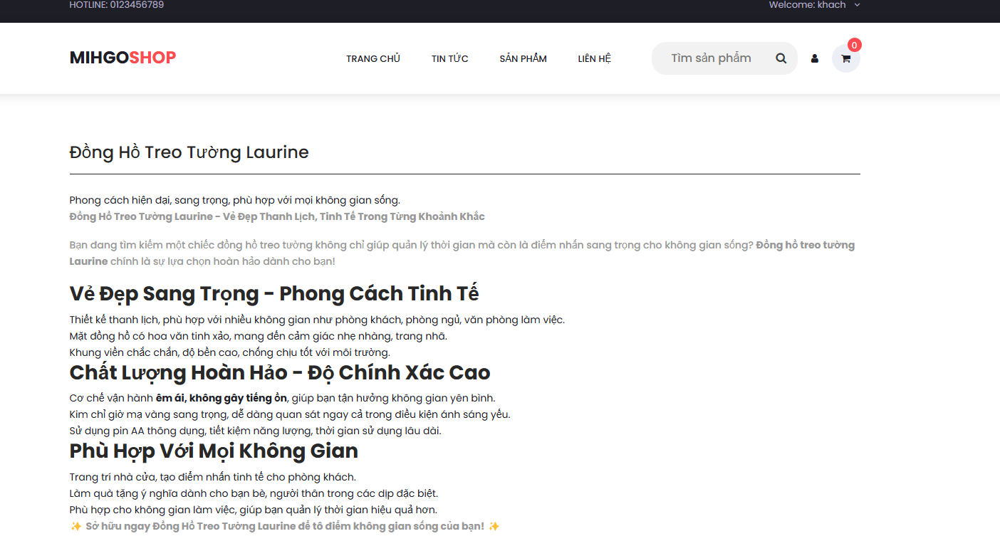 HOTLINE: 0123456789
Welcome: khach
MIHGOSHOP
TRANG CHỦ
TIN TỨC
SẢN PHẨM
LIÊN HỆ
Tìm sản phẩm
0
Đồng Hồ Treo Tường Laurine
Phong cách hiện đại, sang trọng, phù hợp với mọi không gian sống.
Đồng Hồ Treo Tường Laurine - Vẻ Đẹp Thanh Lịch, Tinh Tế Trong Từng Khoảnh Khắc
Bạn đang tìm kiếm một chiếc đồng hồ treo tường không chỉ giúp quản lý thời gian mà còn là điểm nhấn sang trọng cho không gian sống? Đồng hồ treo tường
Laurine chính là sự lựa chọn hoàn hảo dành cho bạn!
Vẻ Đẹp Sang Trọng - Phong Cách Tinh Tế
Thiết kế thanh lịch, phù hợp với nhiều không gian như phòng khách, phòng ngủ, văn phòng làm việc.
Mặt đồng hồ có hoa văn tinh xảo, mang đến cảm giác nhẹ nhàng, trang nhã.
Khung viền chắc chắn, độ bền cao, chống chịu tốt với môi trường.
Chất Lượng Hoàn Hảo - Độ Chính Xác Cao
Cơ chế vận hành êm ái, không gây tiếng ồn, giúp bạn tận hưởng không gian yên bình.
Kim chỉ giờ mạ vàng sang trọng, dễ dàng quan sát ngay cả trong điều kiện ánh sáng yếu.
Sử dụng pin AA thông dụng, tiết kiệm năng lượng, thời gian sử dụng lâu dài.
Phù Hợp Với Mọi Không Gian
Trang trí nhà cửa, tạo điểm nhấn tinh tế cho phòng khách.
Làm quà tặng ý nghĩa dành cho bạn bè, người thân trong các dịp đặc biệt.
Phù hợp cho không gian làm việc, giúp bạn quản lý thời gian hiệu quả hơn.
✨ Sở hữu ngay Đồng Hồ Treo Tường Laurine để tô điểm không gian sống của bạn! ✨